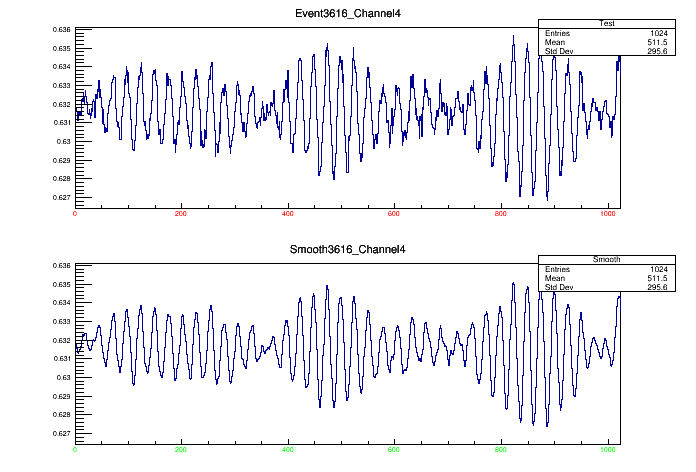 Event3616_Channel4
Test
Entries 1024
Mean 511.5
Std Dev 295.6
0.636
0.635
0.634
0.633
0.632
0.631
0.63
0.629
0.628
0.627
0 200 400 600 800 1000
Smooth3616_Channel4
Smooth
Entries 1024
Mean 511.5
Std Dev 295.6
0.636
0.635
0.634
0.633
0.632
0.631
0.63
0.629
0.628
0.627
0 200 400 600 800 1000